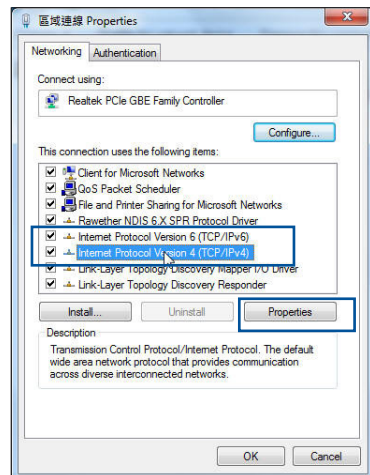 區域連線 Properties
Networking
Authentication
Connect using:
Realtek PCIe GBE Family Controller
Configure...
This connection uses the following items:
Client for Microsoft Networks
QoS Packet Scheduler
File and Printer Sharing for Microsoft Networks
Rawether NDIS 6.X SPR Protocol Driver
Internet Protocol Version 6 (TCP/IPv6)
Internet Protocol Version 4 (TCP/IPv4)
Link-Layer Topology Discovery Mapper I/O Driver
Link-Layer Topology Discovery Responder
Install...
Uninstall
Properties
Description
Transmission Control Protocol/Internet Protocol. The default
wide area network protocol that provides communication
across diverse interconnected networks.
OK
Cancel